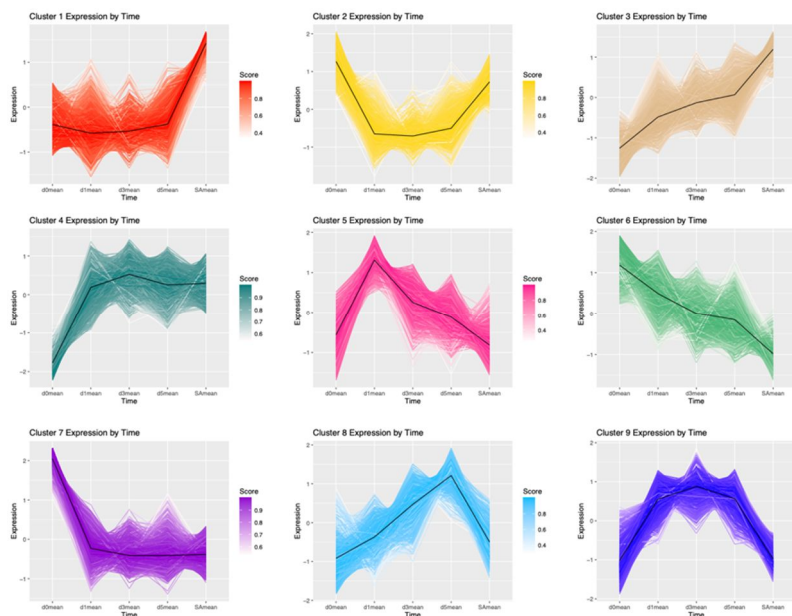 Cluster 1 Expression by Time
Expression
1
0
-1
d0mean d1mean d3mean d5mean SAmean
Time
Score
0.8
0.6
0.4
Cluster 2 Expression by Time
Expression
2
1
0
-1
d0mean d1mean d3mean d5mean SAmean
Time
Score
0.8
0.6
0.4
Cluster 3 Expression by Time
Expression
1
0
-1
-2
d0mean d1mean d3mean d5mean SAmean
Time
Cluster 4 Expression by Time
Expression
2
1
0
-1
-2
d0mean d1mean d3mean d5mean SAmean
Time
Score
0.9
0.8
0.7
0.6
Cluster 5 Expression by Time
Expression
2
1
0
-1
d0mean d1mean d3mean d5mean SAmean
Time
Score
0.8
0.6
0.4
Cluster 6 Expression by Time
Expression
2
1
0
-1
d0mean d1mean d3mean d5mean SAmean
Time
Cluster 7 Expression by Time
Expression
2
1
0
-1
d0mean d1mean d3mean d5mean SAmean
Time
Score
0.9
0.8
0.7
0.6
Cluster 8 Expression by Time
Expression
2
1
0
-1
-2
d0mean d1mean d3mean d5mean SAmean
Time
Score
0.8
0.6
0.4
Cluster 9 Expression by Time
Expression
2
1
0
-1
-2
d0mean d1mean d3mean d5mean SAmean
Time